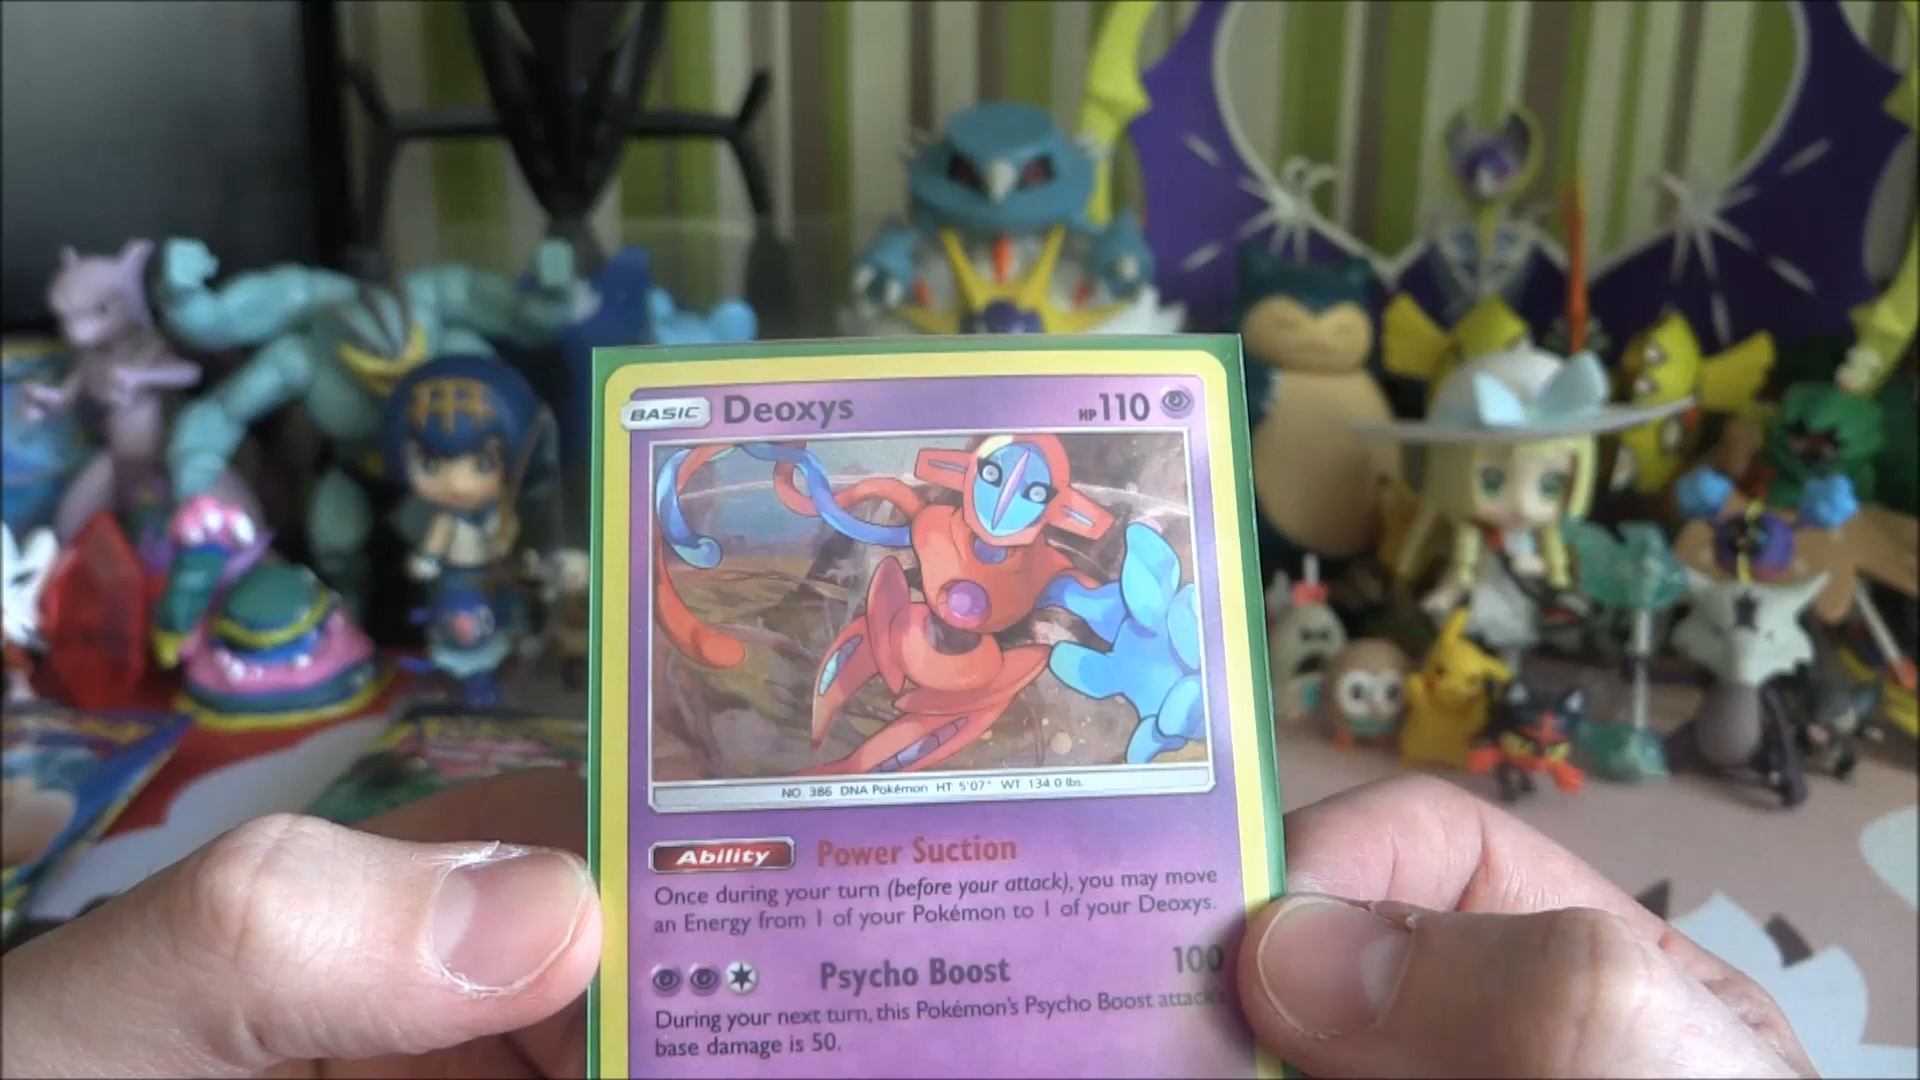 BASIC Deoxys HP110
NO. 386 DNA Pokémon HT 5'07" WT 134.0 lbs.
Ability Power Suction
Once during your turn (before your attack), you may move
an Energy from 1 of your Pokémon to 1 of your Deoxys.
Psycho Boost 100
During your next turn, this Pokémon's Psycho Boost attack's
base damage is 50.